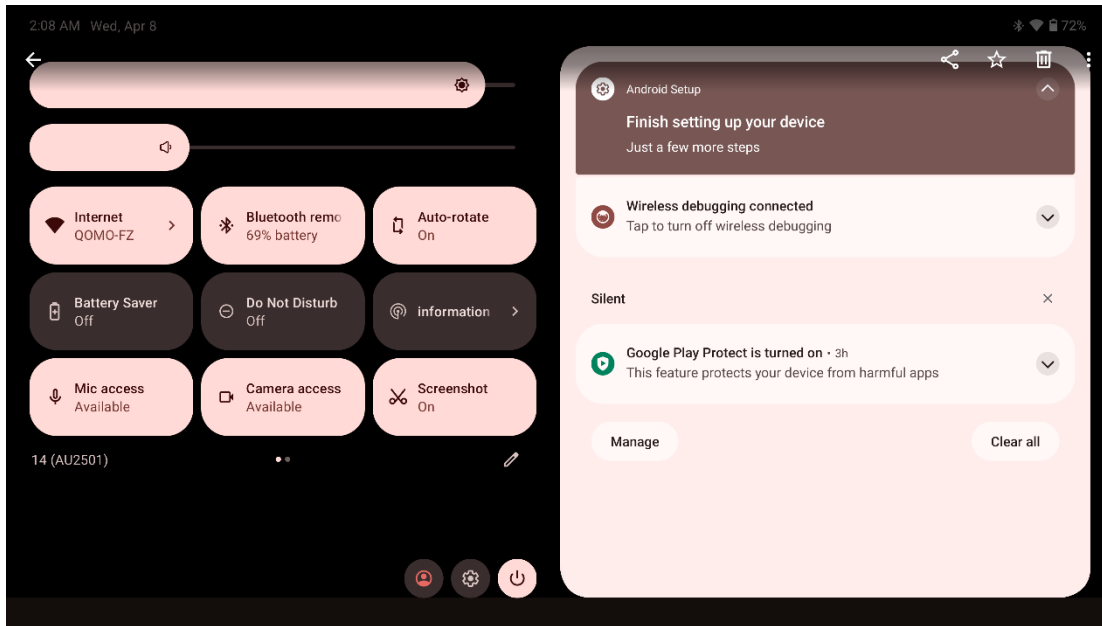 2:08 AM Wed, Apr 8
72%
Internet
QOMO-FZ
Bluetooth remo
69% battery
Auto-rotate
On
Battery Saver
Off
Do Not Disturb
Off
information
Mic access
Available
Camera access
Available
Screenshot
On
14 (AU2501)
Android Setup
Finish setting up your device
Just a few more steps
Wireless debugging connected
Tap to turn off wireless debugging
Silent
Google Play Protect is turned on • 3h
This feature protects your device from harmful apps
Manage
Clear all